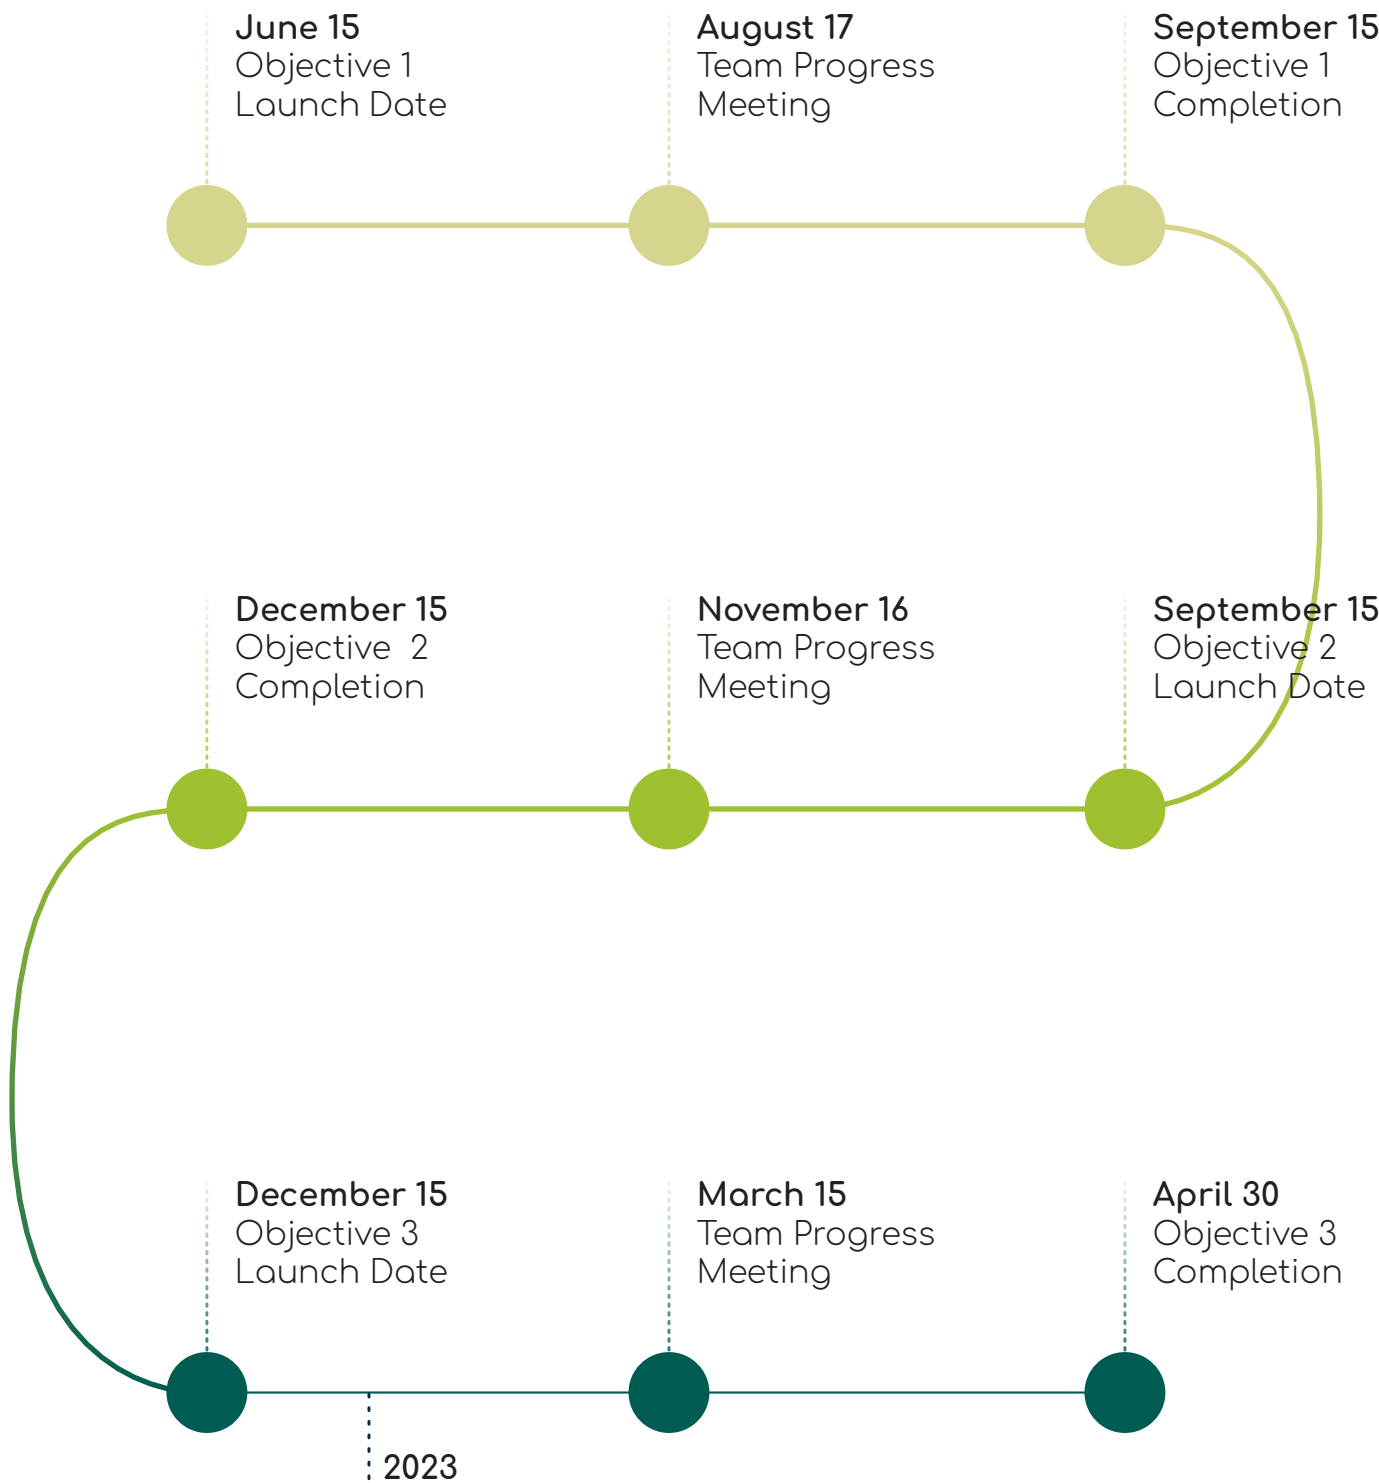 June 15
Objective 1
Launch Date
August 17
Team Progress
Meeting
September 15
Objective 1
Completion
December 15
Objective  2
Completion
November 16
Team Progress
Meeting
September 15
Objective 2
Launch Date
December 15
Objective 3
Launch Date
March 15
Team Progress
Meeting
April 30
Objective 3
Completion
2023